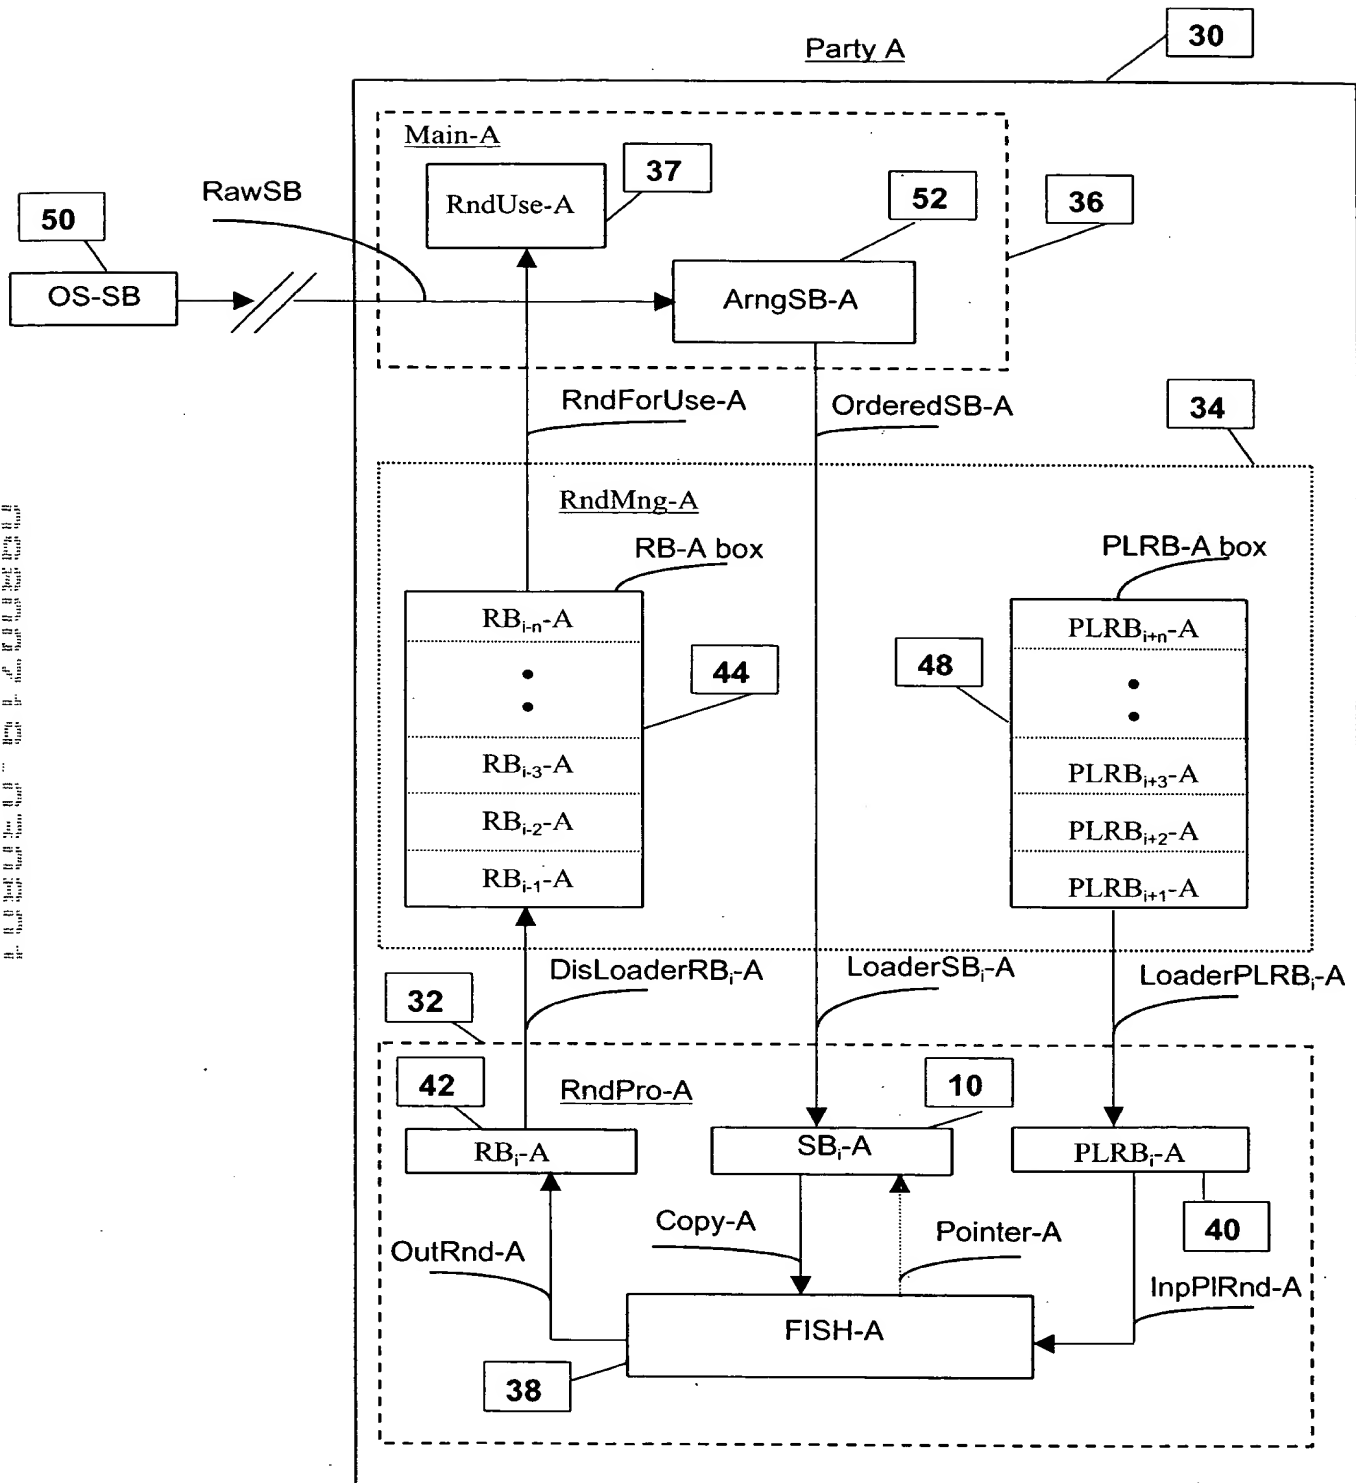 30
Party A
Main-A
37
RawSB
RndUse-A
52
36
50
OS-SB
ArngSB-A
RndForUse-A
OrderedSB-A
34
RndMng-A
RB-A box
PLRB-A box
RBi-n-A
PLRBi+n-A
44
48
RBi-3-A
PLRBi+3-A
RBi-2-A
PLRBi+2-A
RBi-1-A
PLRBi+1-A
DisLoaderRBi-A
LoaderSBi-A
LoaderPLRBi-A
32
42
RndPro-A
10
RBi-A
SBi-A
PLRBi-A
Copy-A
Pointer-A
40
OutRnd-A
InpPlRnd-A
FISH-A
38